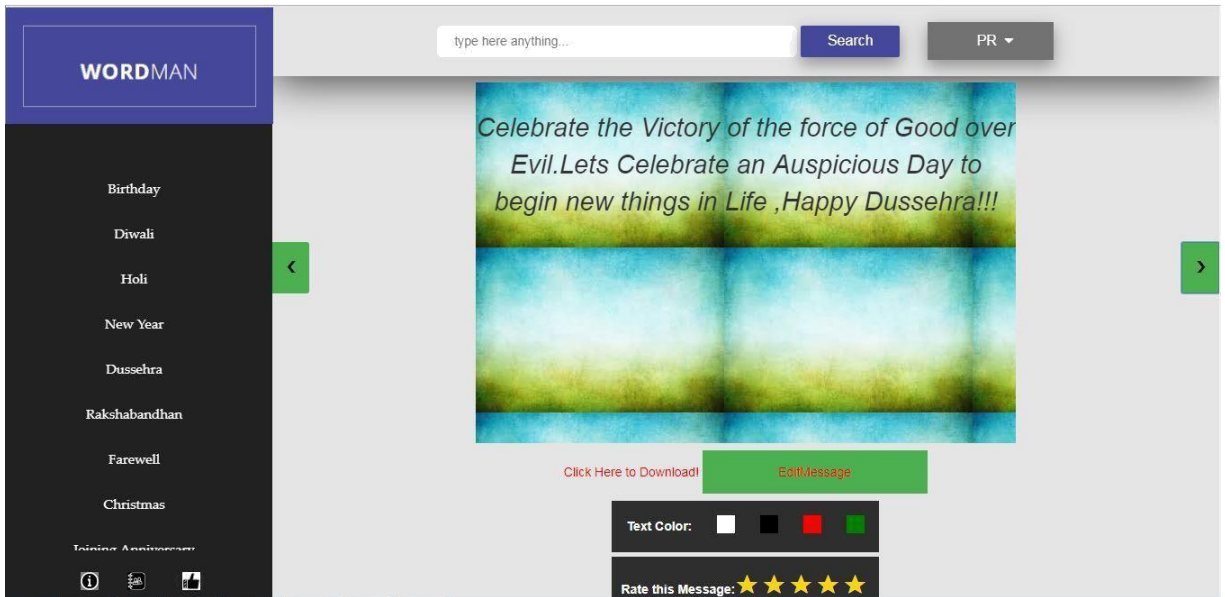 WORDMAN
Birthday
Diwali
Holi
New Year
Dussehra
Rakshabandhan
Farewell
Christmas
Joining Anniversary
type here anything...
Search
PR
Celebrate the Victory of the force of Good over
Evil.Lets Celebrate an Auspicious Day to
begin new things in Life ,Happy Dussehra!!!
Click Here to Download!
EditMessage
Text Color:
Rate this Message: